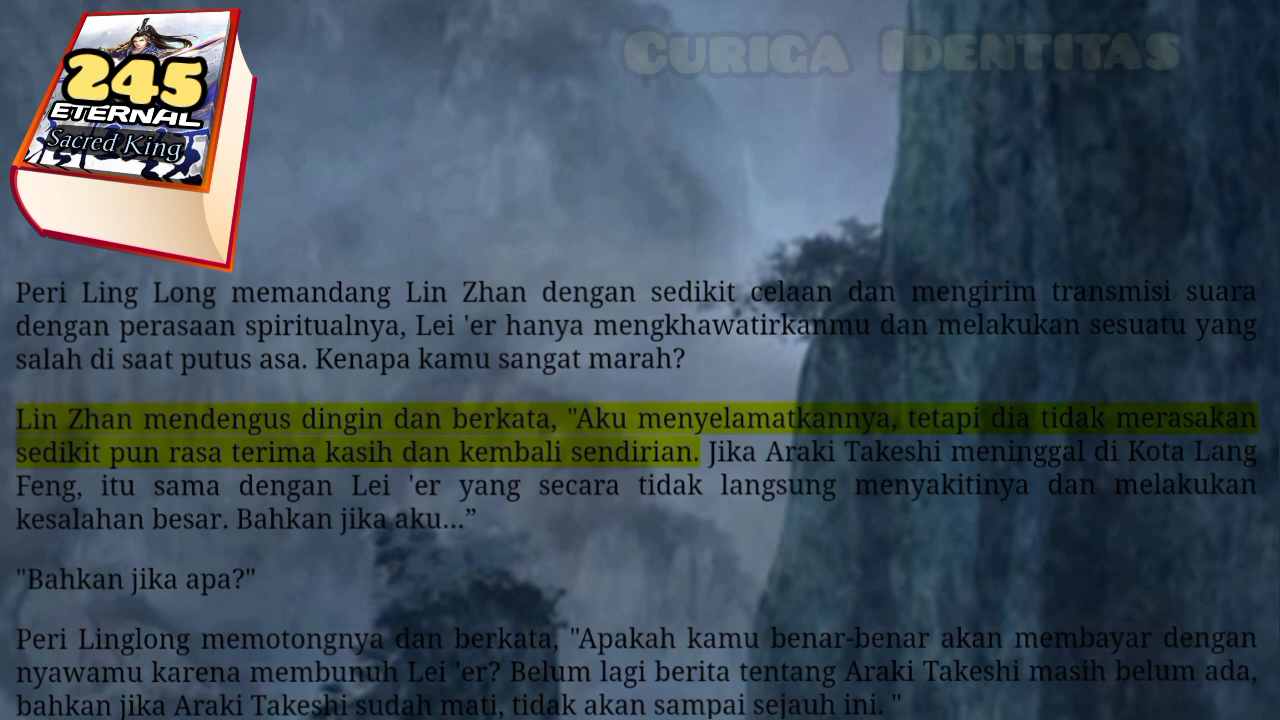 Curiga Identitas
245
ETERNAL
Sacred King
Peri Ling Long memandang Lin Zhan dengan sedikit celaan dan mengirim transmisi suara
dengan perasaan spiritualnya, Lei 'er hanya mengkhawatirkanmu dan melakukan sesuatu yang
salah di saat putus asa. Kenapa kamu sangat marah?
Lin Zhan mendengus dingin dan berkata, "Aku menyelamatkannya, tetapi dia tidak merasakan
sedikit pun rasa terima kasih dan kembali sendirian. Jika Araki Takeshi meninggal di Kota Lang
Feng, itu sama dengan Lei 'er yang secara tidak langsung menyakitinya dan melakukan
kesalahan besar. Bahkan jika aku...”
"Bahkan jika apa?"
Peri Linglong memotongnya dan berkata, "Apakah kamu benar-benar akan membayar dengan
nyawamu karena membunuh Lei 'er? Belum lagi berita tentang Araki Takeshi masih belum ada,
bahkan jika Araki Takeshi sudah mati, tidak akan sampai sejauh ini. "